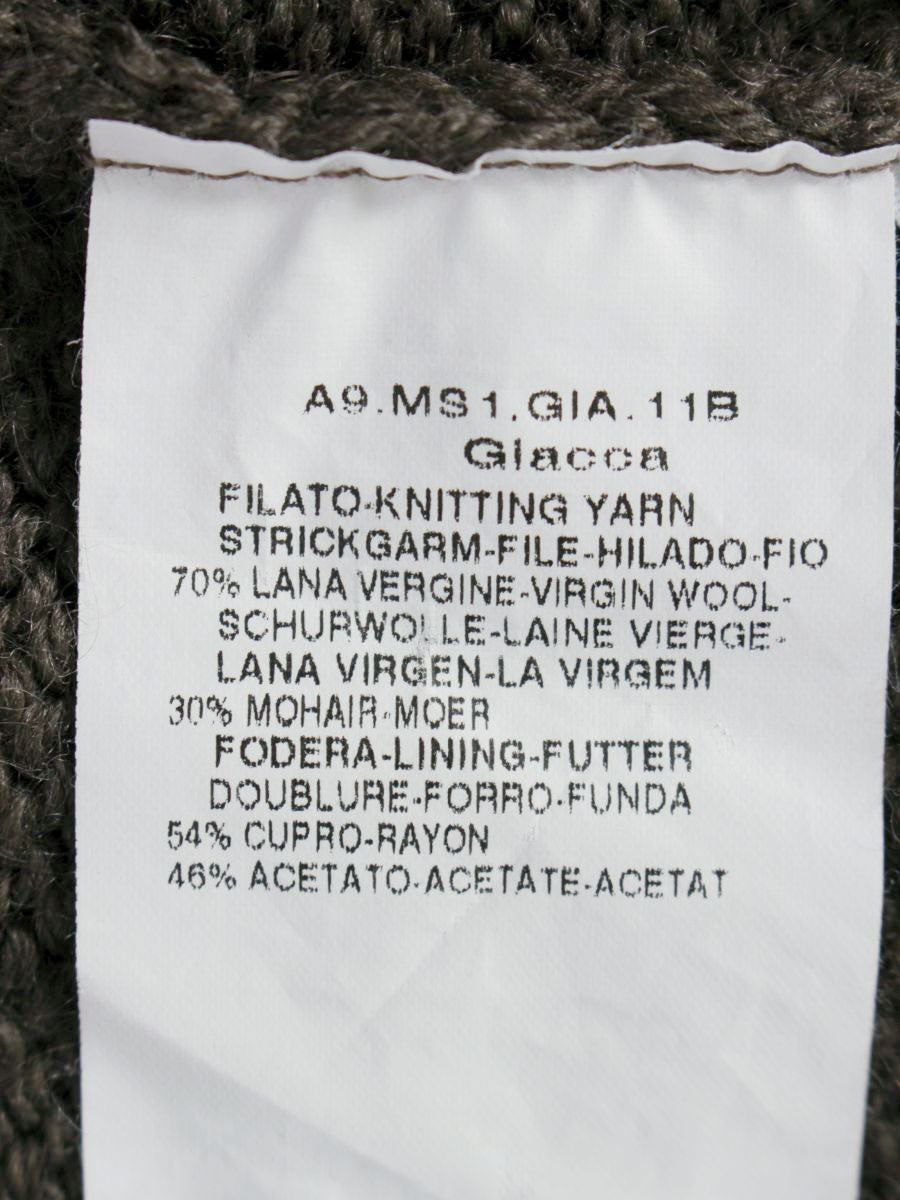 A9.MS1.GIA.11B
Giacca
FILATO-KNITTING YARN
STRICKGARM-FILE-HILADO-FIO
70% LANA VERGINE-VIRGIN WOOL-
SCHURWOLLE-LAINE VIERGE-
LANA VIRGEN-LA VIRGEM
30% MOHAIR-MOER
FODERA-LINING-FUTTER
DOUBLURE-FORRO-FUNDA
54% CUPRO-RAYON
46% ACETATO-ACETATE-ACETAT